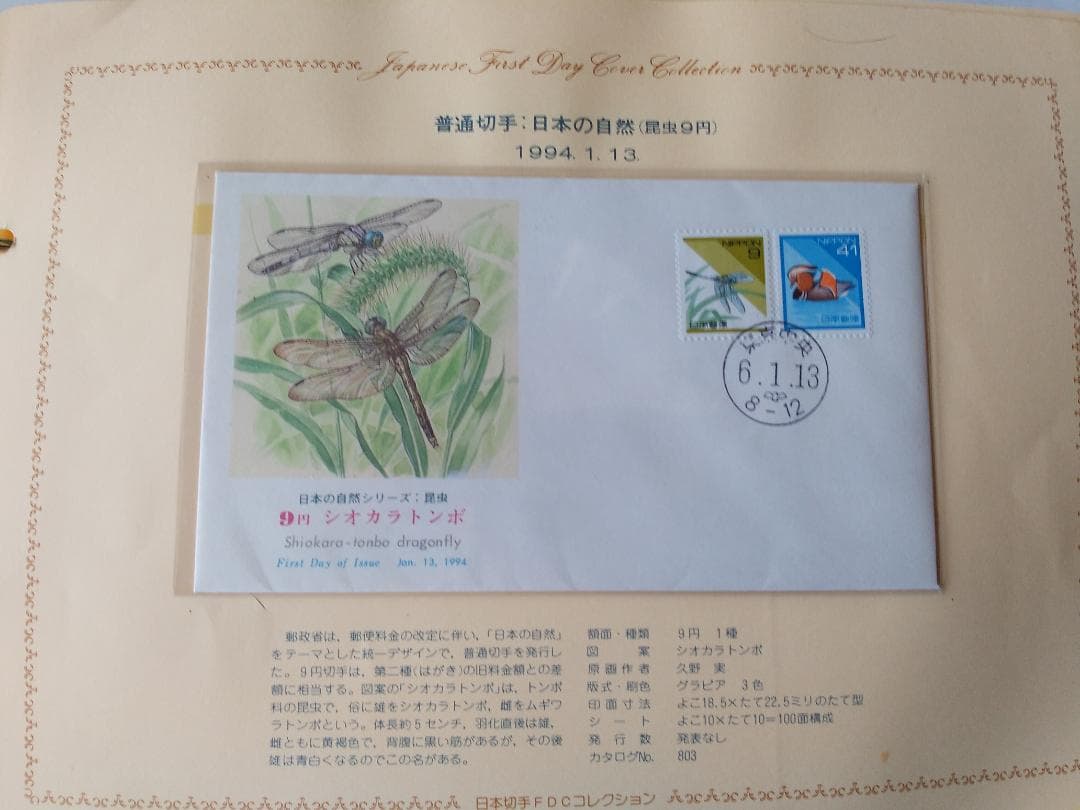 Japanese First Day Cover Collection
普通切手:日本の自然(昆虫9円)
1994. 1. 13.
NIPPON
9
日本郵便
NIPPON
41
日本郵便
中央
6.1.13
8-12
日本の自然シリーズ:昆虫
9円 シオカラトンボ
Shiokara-tonbo dragonfly
First Day of Issue Jan. 13, 1994
郵政省は,郵便料金の改定に伴い,「日本の自然」
をテーマとした統一デザインで,普通切手を発行し
た。9円切手は,第二種(はがき)の旧料金額との差
額に相当する。図案の「シオカラトンボ」は,トンボ
科の昆虫で,俗に雄をシオカラトンボ,雌をムギワ
ラトンボという。体長約5センチ,羽化直後は雄,
雌ともに黄褐色で,背腹に黒い筋があるが,その後
雄は青白くなるのでこの名がある。
額面・種類 9円 1種
図案 シオカラトンボ
原画作者 久野 実
版式・刷色 グラビア 3色
印面寸法 よこ18.5×たて22.5ミリのたて型
シート よこ10×たて10=100面構成
発行数 発表なし
カタログNo. 803
日本切手FDCコレクション